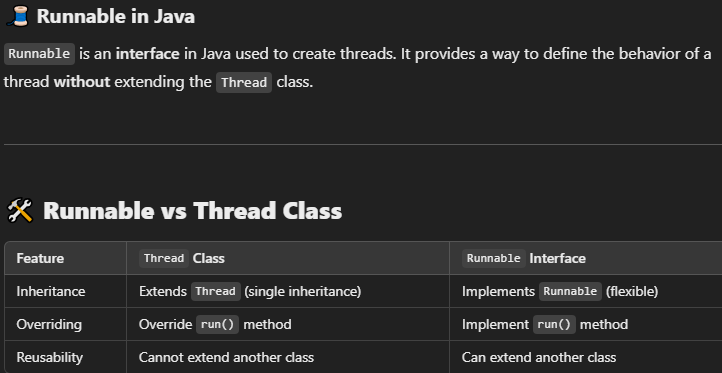 🧵 Runnable in Java
Runnable is an interface in Java used to create threads. It provides a way to define the behavior of a
thread without extending the Thread class.
🛠️ Runnable vs Thread Class
Feature Thread Class Runnable Interface
Inheritance Extends Thread (single inheritance) Implements Runnable (flexible)
Overriding Override run() method Implement run() method
Reusability Cannot extend another class Can extend another class